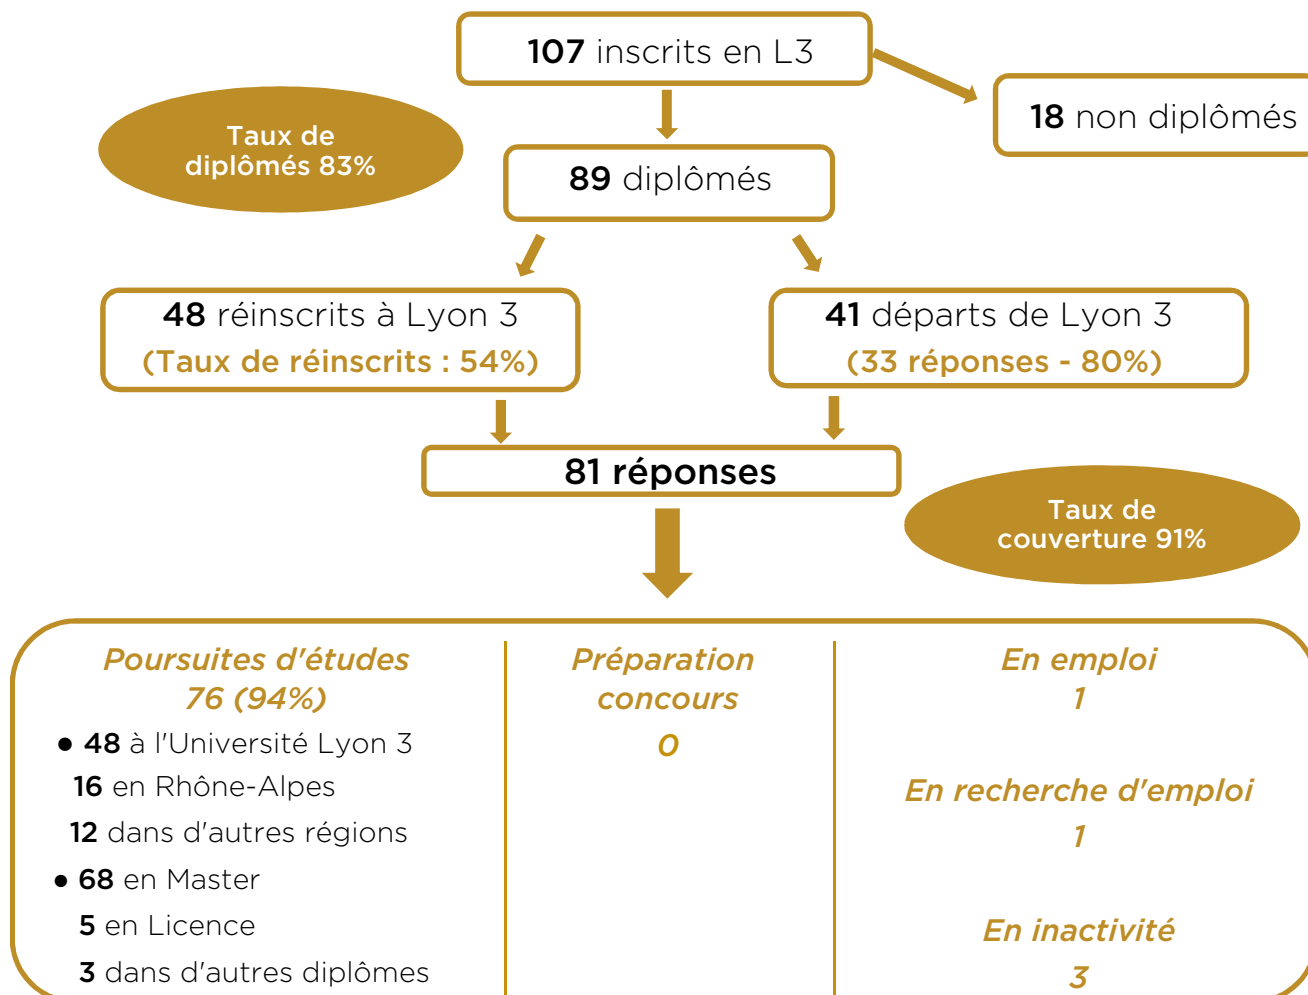 107 inscrits en L3
18 non diplômés
Taux de
diplômés 83%
89 diplômés
48 réinscrits à Lyon 3
(Taux de réinscrits : 54%)
41 départs de Lyon 3
(33 réponses - 80%)
81 réponses
Taux de
couverture 91%
Poursuites d'études
76 (94%)
● 48 à l'Université Lyon 3
16 en Rhône-Alpes
12 dans d'autres régions
● 68 en Master
5 en Licence
3 dans d'autres diplômes
Préparation
concours
0
En emploi
1
En recherche d'emploi
1
En inactivité
3